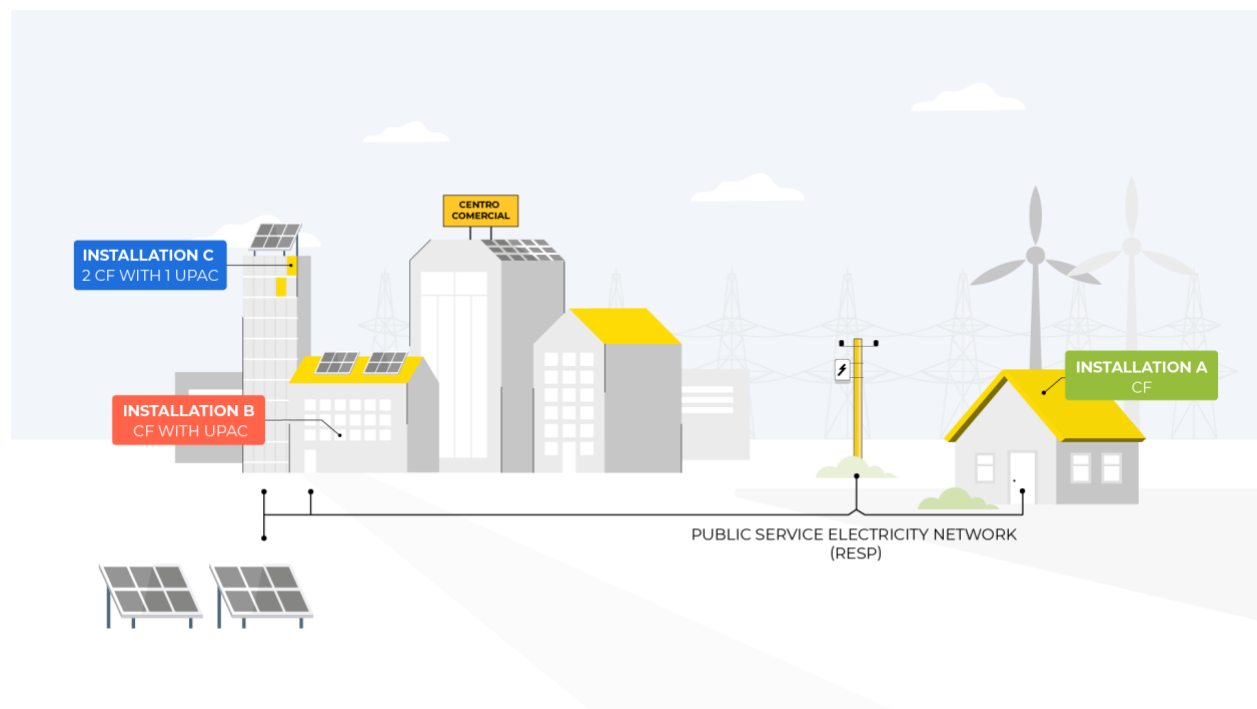 CENTRO
COMERCIAL
INSTALLATION C
2 CF WITH 1 UPAC
INSTALLATION A
CF
INSTALLATION B
CF WITH UPAC
PUBLIC SERVICE ELECTRICITY NETWORK
(RESP)